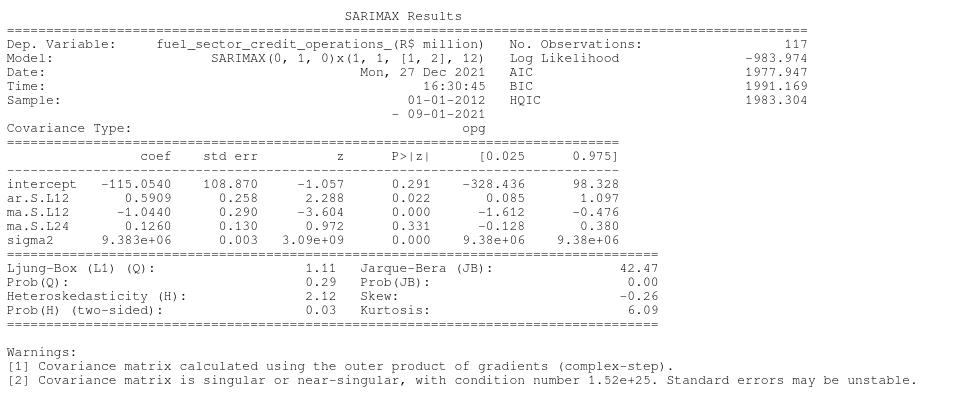 SARIMAX Results
==============================================================================================
Dep. Variable: fuel_sector_credit_operations_(R$ million) No. Observations: 117
Model: SARIMAX(0, 1, 0)x(1, 1, [1, 2], 12) Log Likelihood -983.974
Date: Mon, 27 Dec 2021 AIC 1977.947
Time: 16:30:45 BIC 1991.169
Sample: 01-01-2012 HQIC 1983.304
- 09-01-2021
Covariance Type: opg
==============================================================================
coef std err z P>|z| [0.025 0.975]
------------------------------------------------------------------------------
intercept -115.0540 108.870 -1.057 0.291 -328.436 98.328
ar.S.L12 0.5909 0.258 2.288 0.022 0.085 1.097
ma.S.L12 -1.0440 0.290 -3.604 0.000 -1.612 -0.476
ma.S.L24 0.1260 0.130 0.972 0.331 -0.128 0.380
sigma2 9.383e+06 0.003 3.09e+09 0.000 9.38e+06 9.38e+06
===================================================================================
Ljung-Box (L1) (Q): 1.11 Jarque-Bera (JB): 42.47
Prob(Q): 0.29 Prob(JB): 0.00
Heteroskedasticity (H): 2.12 Skew: -0.26
Prob(H) (two-sided): 0.03 Kurtosis: 6.09
===================================================================================
Warnings:
[1] Covariance matrix calculated using the outer product of gradients (complex-step).
[2] Covariance matrix is singular or near-singular, with condition number 1.52e+25. Standard errors may be unstable.